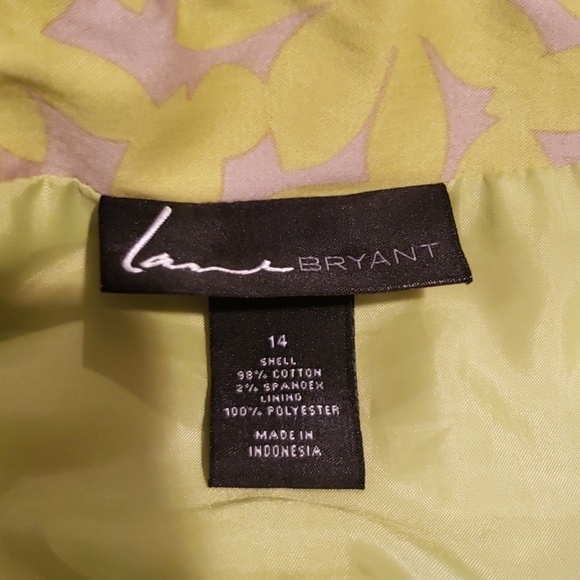 Lane BRYANT
14
SHELL
98% COTTON
2% SPANDEX
LINING
100% POLYESTER
MADE IN
INDONESIA